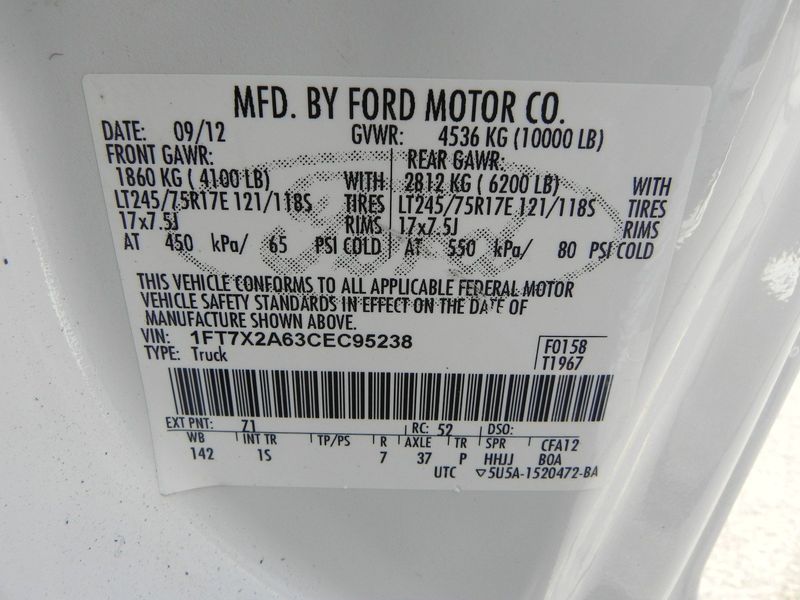 MFD. BY FORD MOTOR CO.
DATE: 09/12 GVWR: 4536 KG (10000 LB)
FRONT GAWR: REAR GAWR:
1860 KG ( 4100 LB) WITH 2812 KG ( 6200 LB) WITH
LT245/75R17E 121/118S TIRES LT245/75R17E 121/118S TIRES
17x7.5J RIMS 17x7.5J RIMS
AT 450 kPa/ 65 PSI COLD AT 550 kPa/ 80 PSI COLD
THIS VEHICLE CONFORMS TO ALL APPLICABLE FEDERAL MOTOR
VEHICLE SAFETY STANDARDS IN EFFECT ON THE DATE OF
MANUFACTURE SHOWN ABOVE.
VIN: 1FT7X2A63CEC95238
TYPE: Truck
F0158
T1967
EXT PNT: Z1 RC: 52 DSO:
WB INT TR TP/PS R AXLE TR SPR CFA12
142 1S 7 37 P HHJJ BOA
UTC ▽5U5A-1520472-BA
Ford